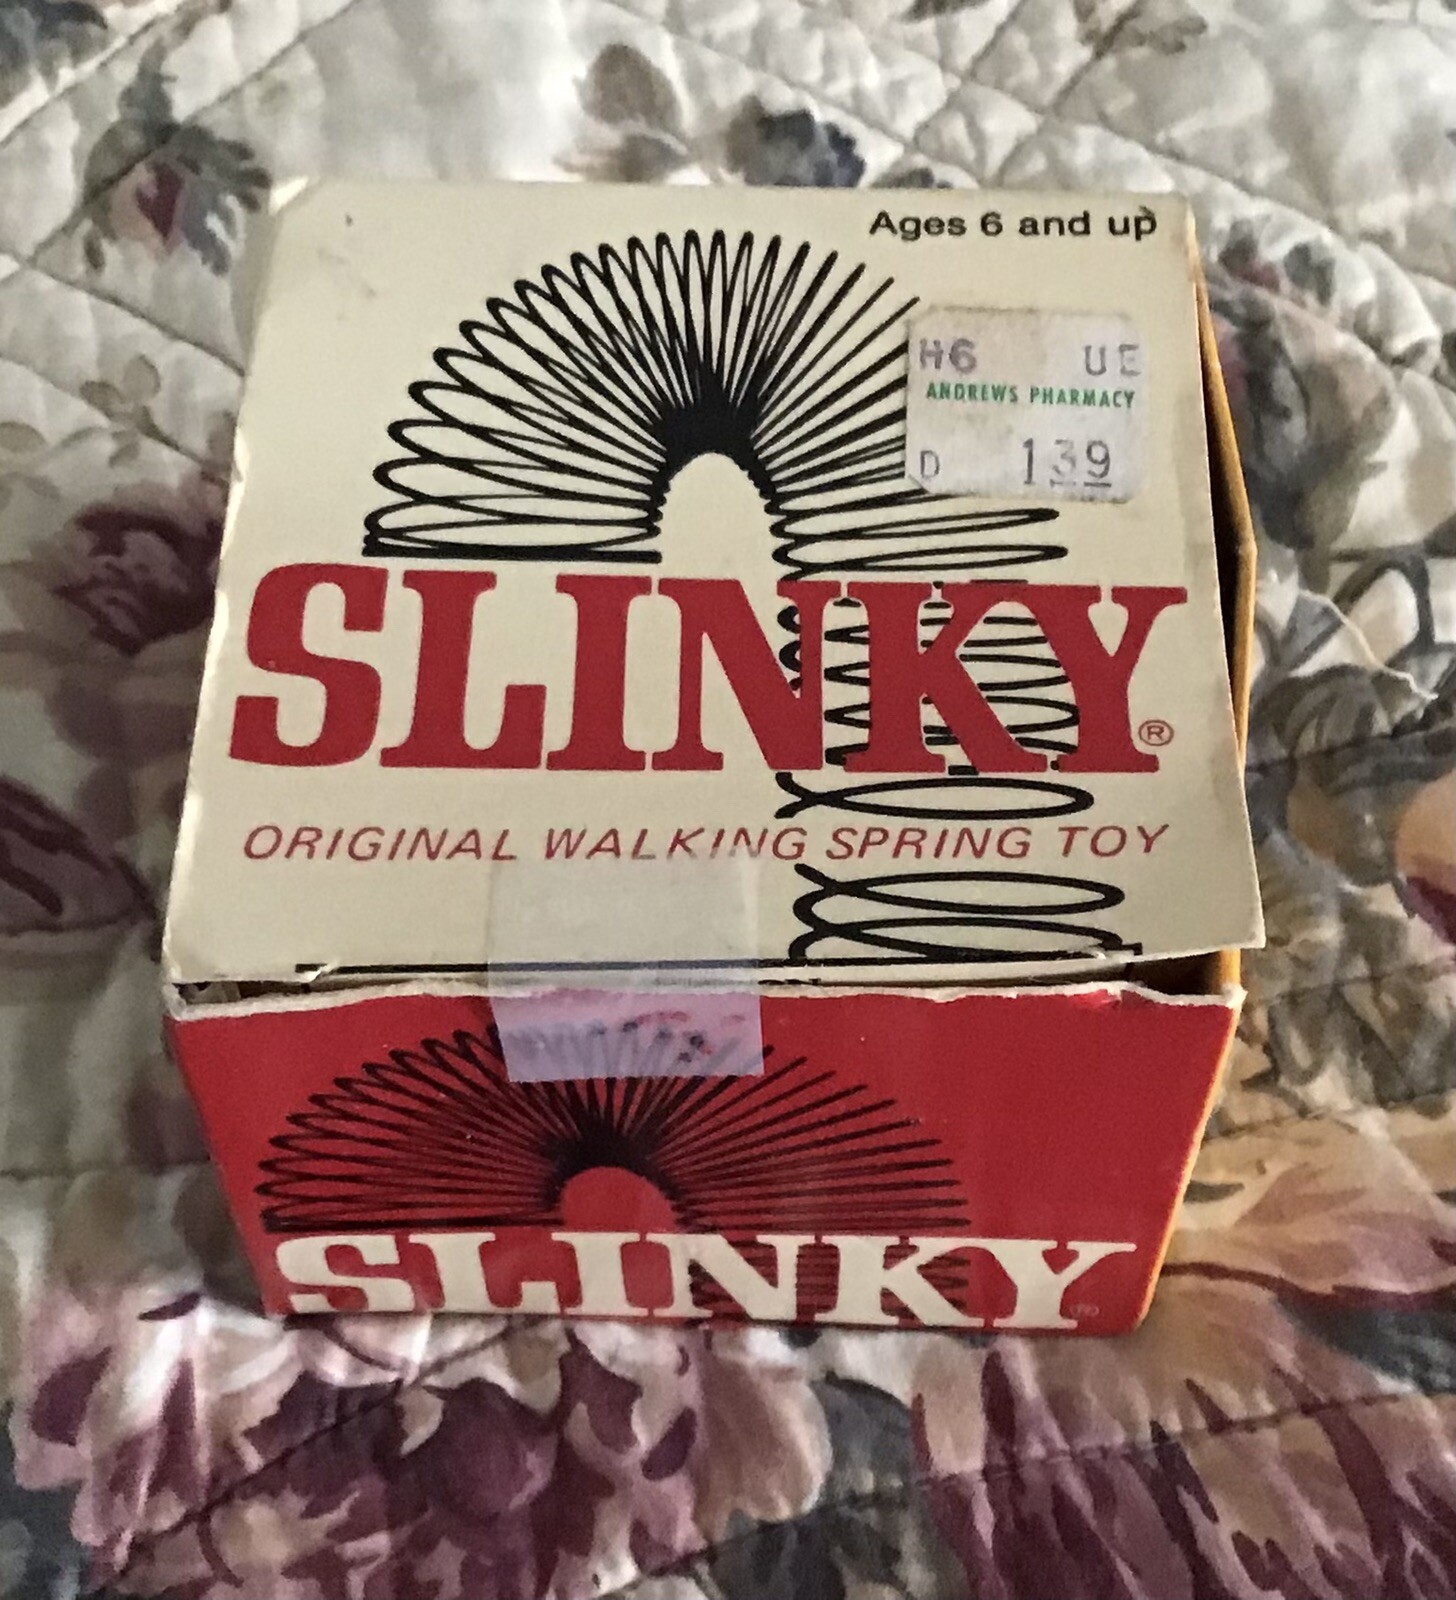 Ages 6 and up
H6 UE
ANDREWS PHARMACY
D 139
SLINKY®
ORIGINAL WALKING SPRING TOY
SLINKY®